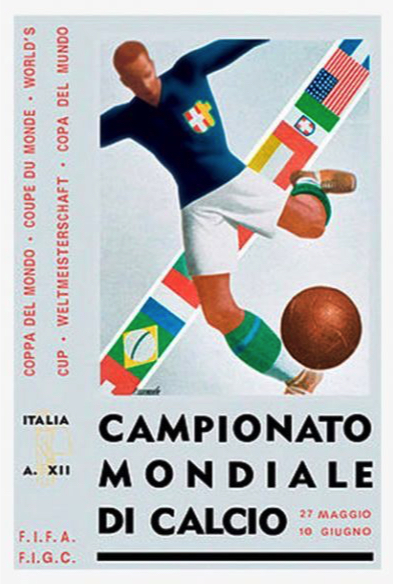 COPPA DEL MONDO · COUPE DU MONDE · WORLD'S
CUP · WELTMEISTERSCHAFT · COPA DEL MUNDO
ITALIA
A. XII
F.I.F.A.
F.I.G.C.
CAMPIONATO
MONDIALE
DI CALCIO
27 MAGGIO
10 GIUGNO